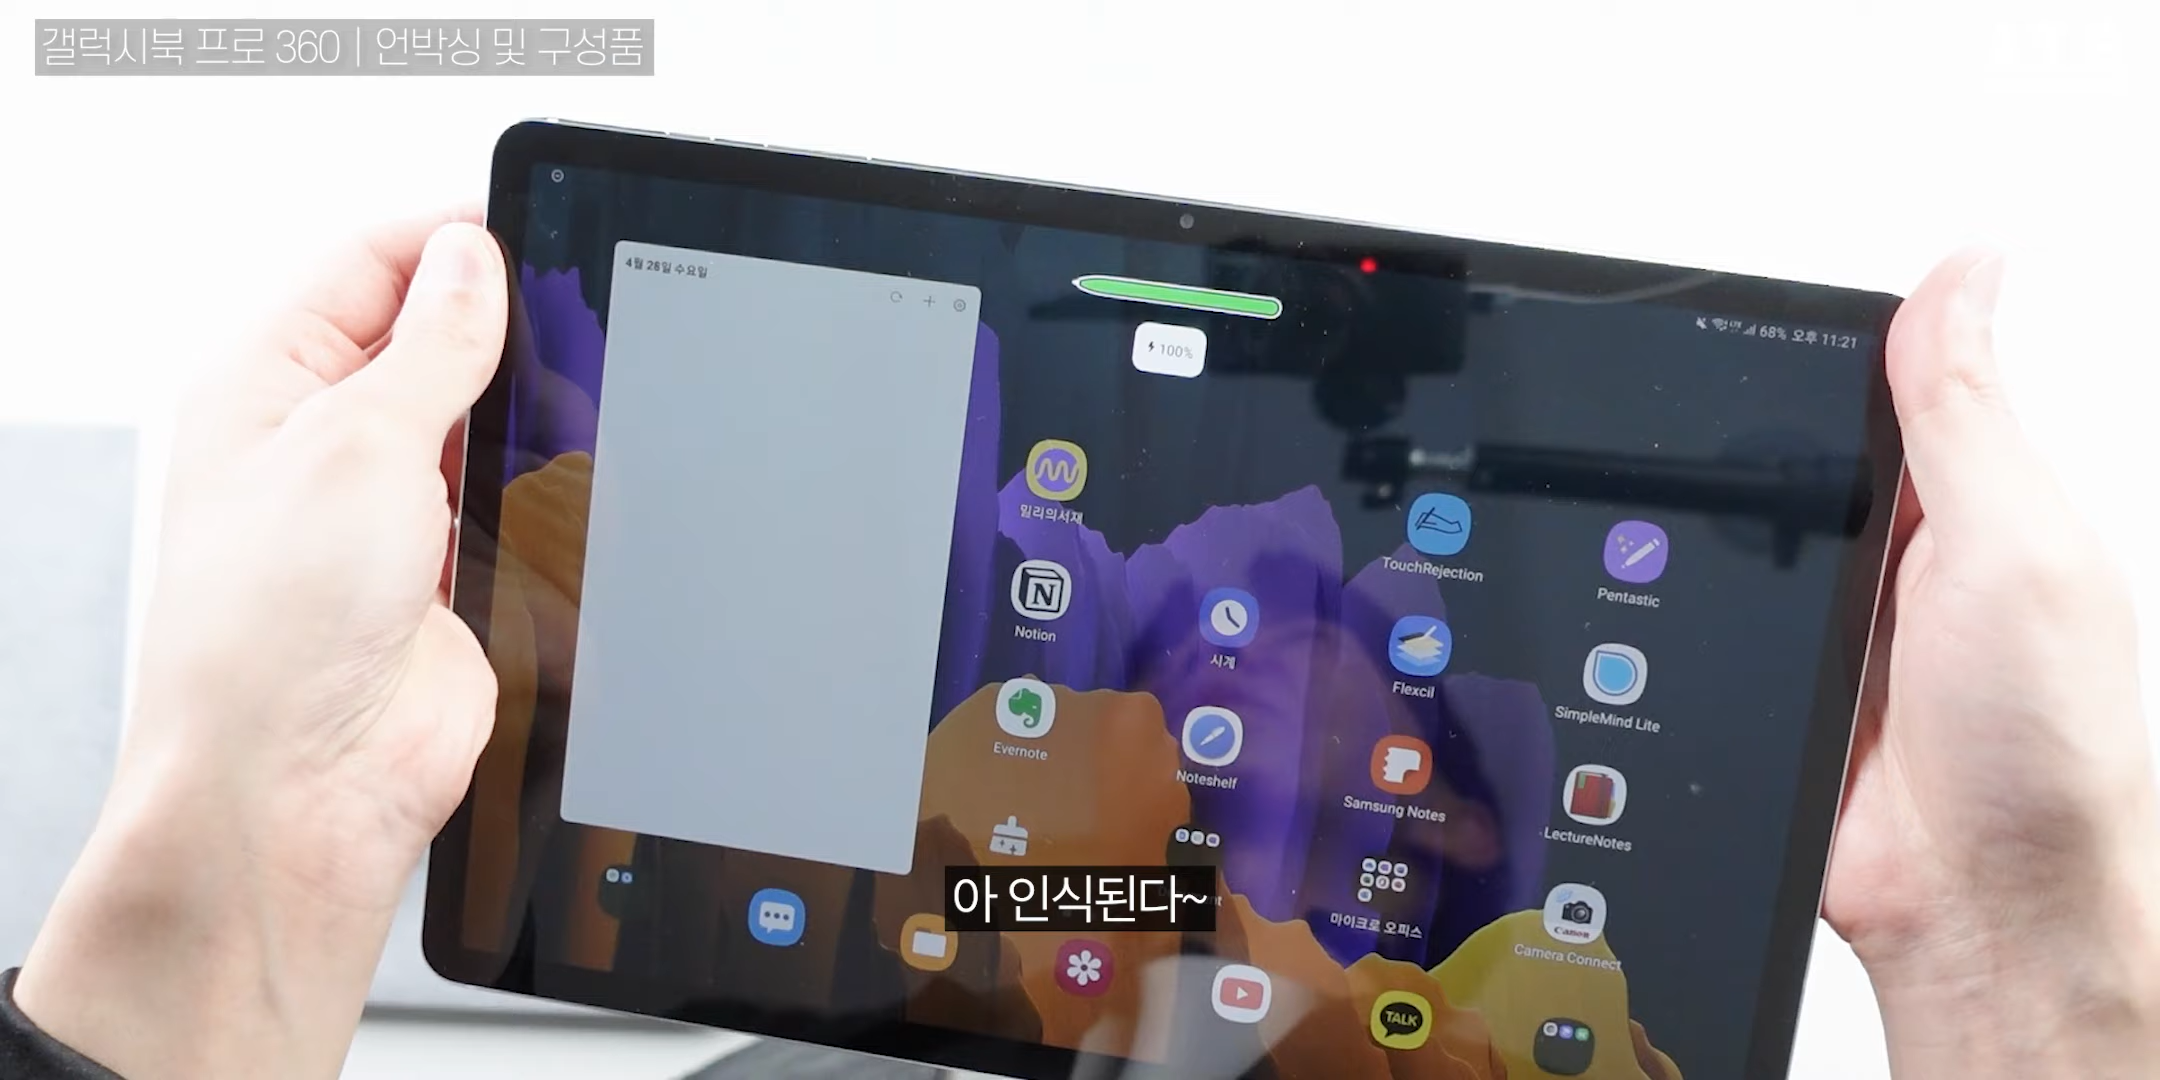 갤럭시북 프로 360 | 언박싱 및 구성품
4월 28일 수요일
100%
68% 오후 11:21
밀리의서재
TouchRejection
Pentastic
Notion
시계
Flexcil
SimpleMind Lite
Evernote
Noteshelf
Samsung Notes
LectureNotes
아 인식된다~
마이크로 오피스
Canon
Camera Connect
TALK